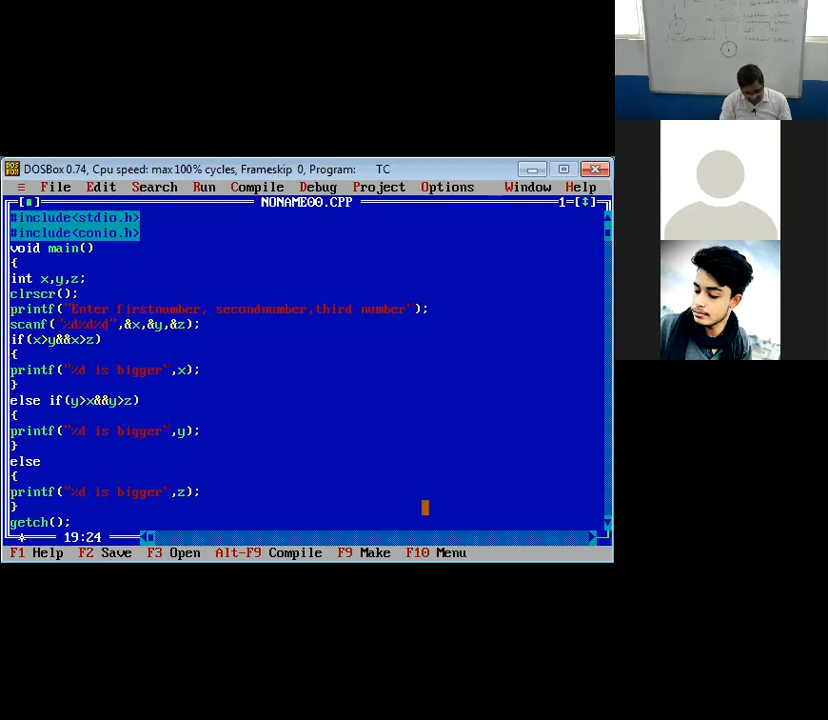 DOSBox 0.74, Cpu speed: max 100% cycles, Frameskip 0, Program: TC
≡ File Edit Search Run Compile Debug Project Options Window Help
[■] NONAME00.CPP 1=[↕]
#include<stdio.h>
#include<conio.h>
void main()
{
int x,y,z;
clrscr();
printf("Enter firstnumber, secondnumber,third number");
scanf("%d%d%d",&x,&y,&z);
if(x>y&&x>z)
{
printf("%d is bigger",x);
}
else if(y>x&&y>z)
{
printf("%d is bigger",y);
}
else
{
printf("%d is bigger",z);
}
getch();
* 19:24
F1 Help F2 Save F3 Open Alt-F9 Compile F9 Make F10 Menu